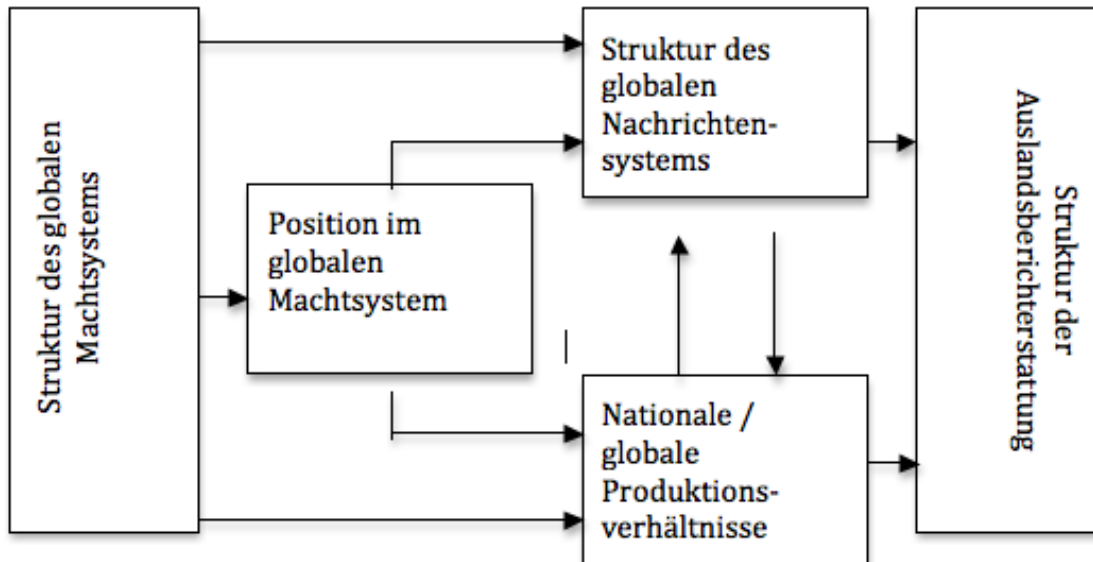 Struktur des globalen
Machtsystems
Position im
globalen
Machtsystem
Struktur des
globalen
Nachrichten-
systems
Nationale /
globale
Produktions-
verhältnisse
Struktur der
Auslandsberichterstattung